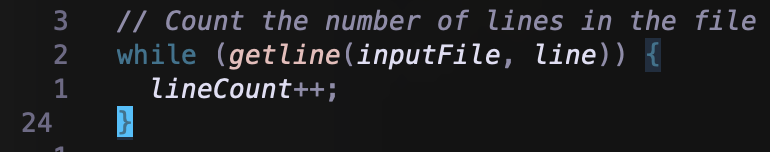 3 // Count the number of lines in the file
2 while (getline(inputFile, line)) {
1 lineCount++;
24 }